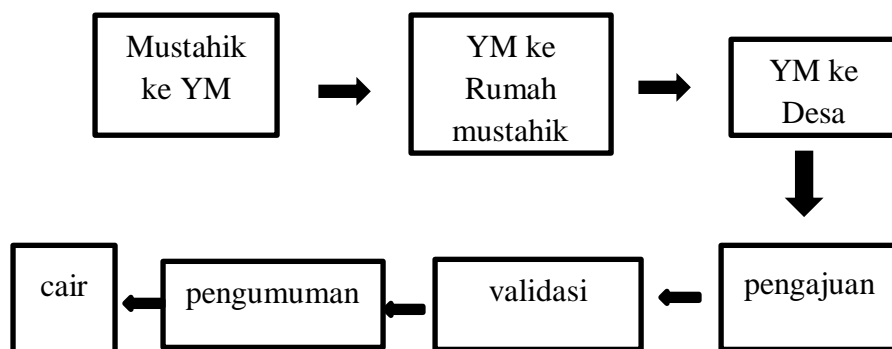 Mustahik
ke YM
YM ke
Rumah
mustahik
YM ke
Desa
pengajuan
validasi
pengumuman
cair